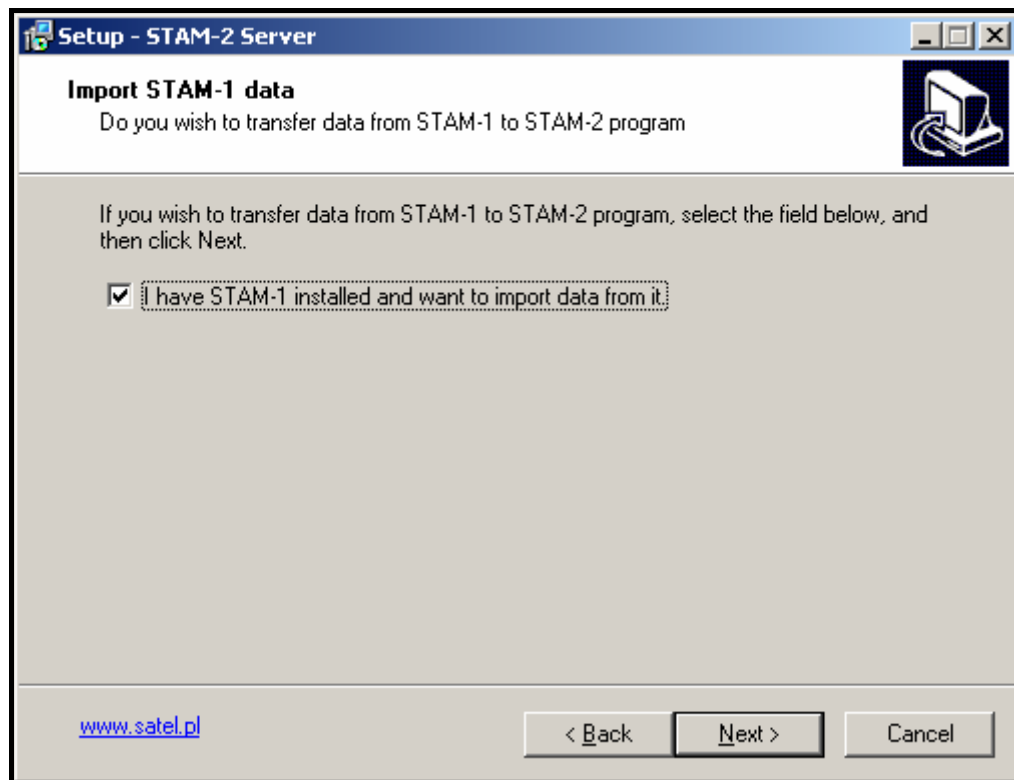 Setup - STAM-2 Server
Import STAM-1 data
Do you wish to transfer data from STAM-1 to STAM-2 program
If you wish to transfer data from STAM-1 to STAM-2 program, select the field below, and
then click Next.
I have STAM-1 installed and want to import data from it.
www.satel.pl
< Back
Next >
Cancel